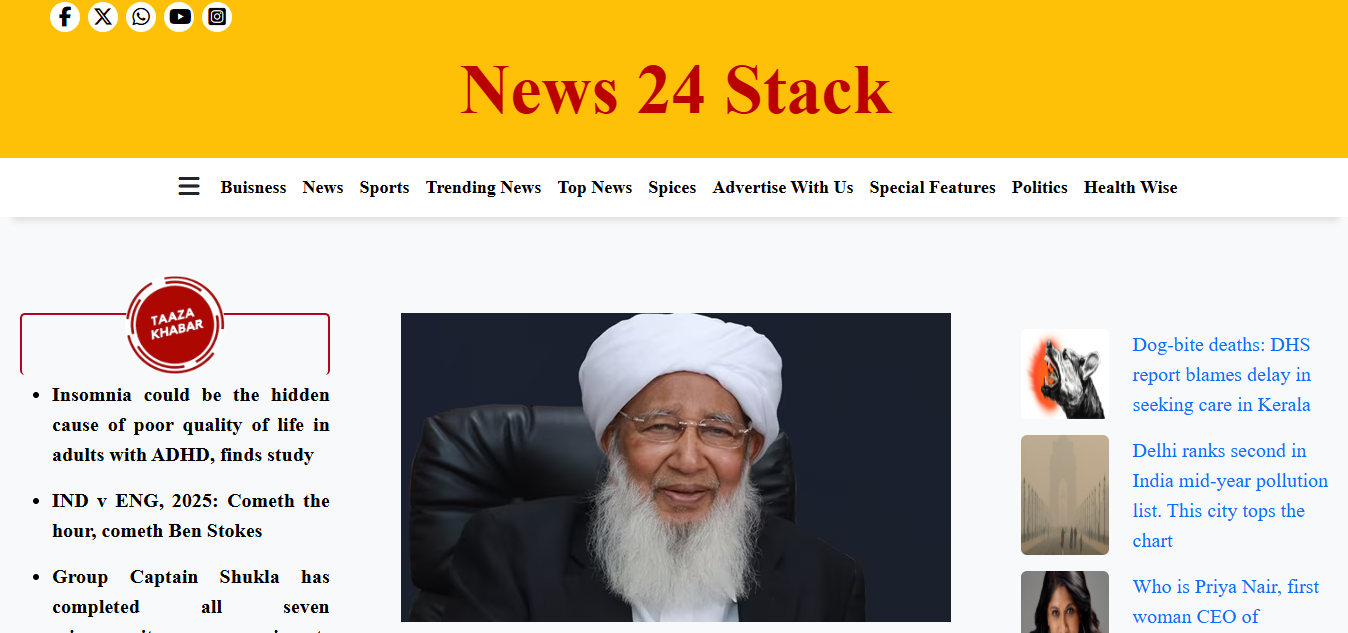 News 24 Stack
Buisness News Sports Trending News Top News Spices Advertise With Us Special Features Politics Health Wise
TAAZA
KHABAR
Insomnia could be the hidden
cause of poor quality of life in
adults with ADHD, finds study
IND v ENG, 2025: Cometh the
hour, cometh Ben Stokes
Group Captain Shukla has
completed all seven
Dog-bite deaths: DHS
report blames delay in
seeking care in Kerala
Delhi ranks second in
India mid-year pollution
list. This city tops the
chart
Who is Priya Nair, first
woman CEO of